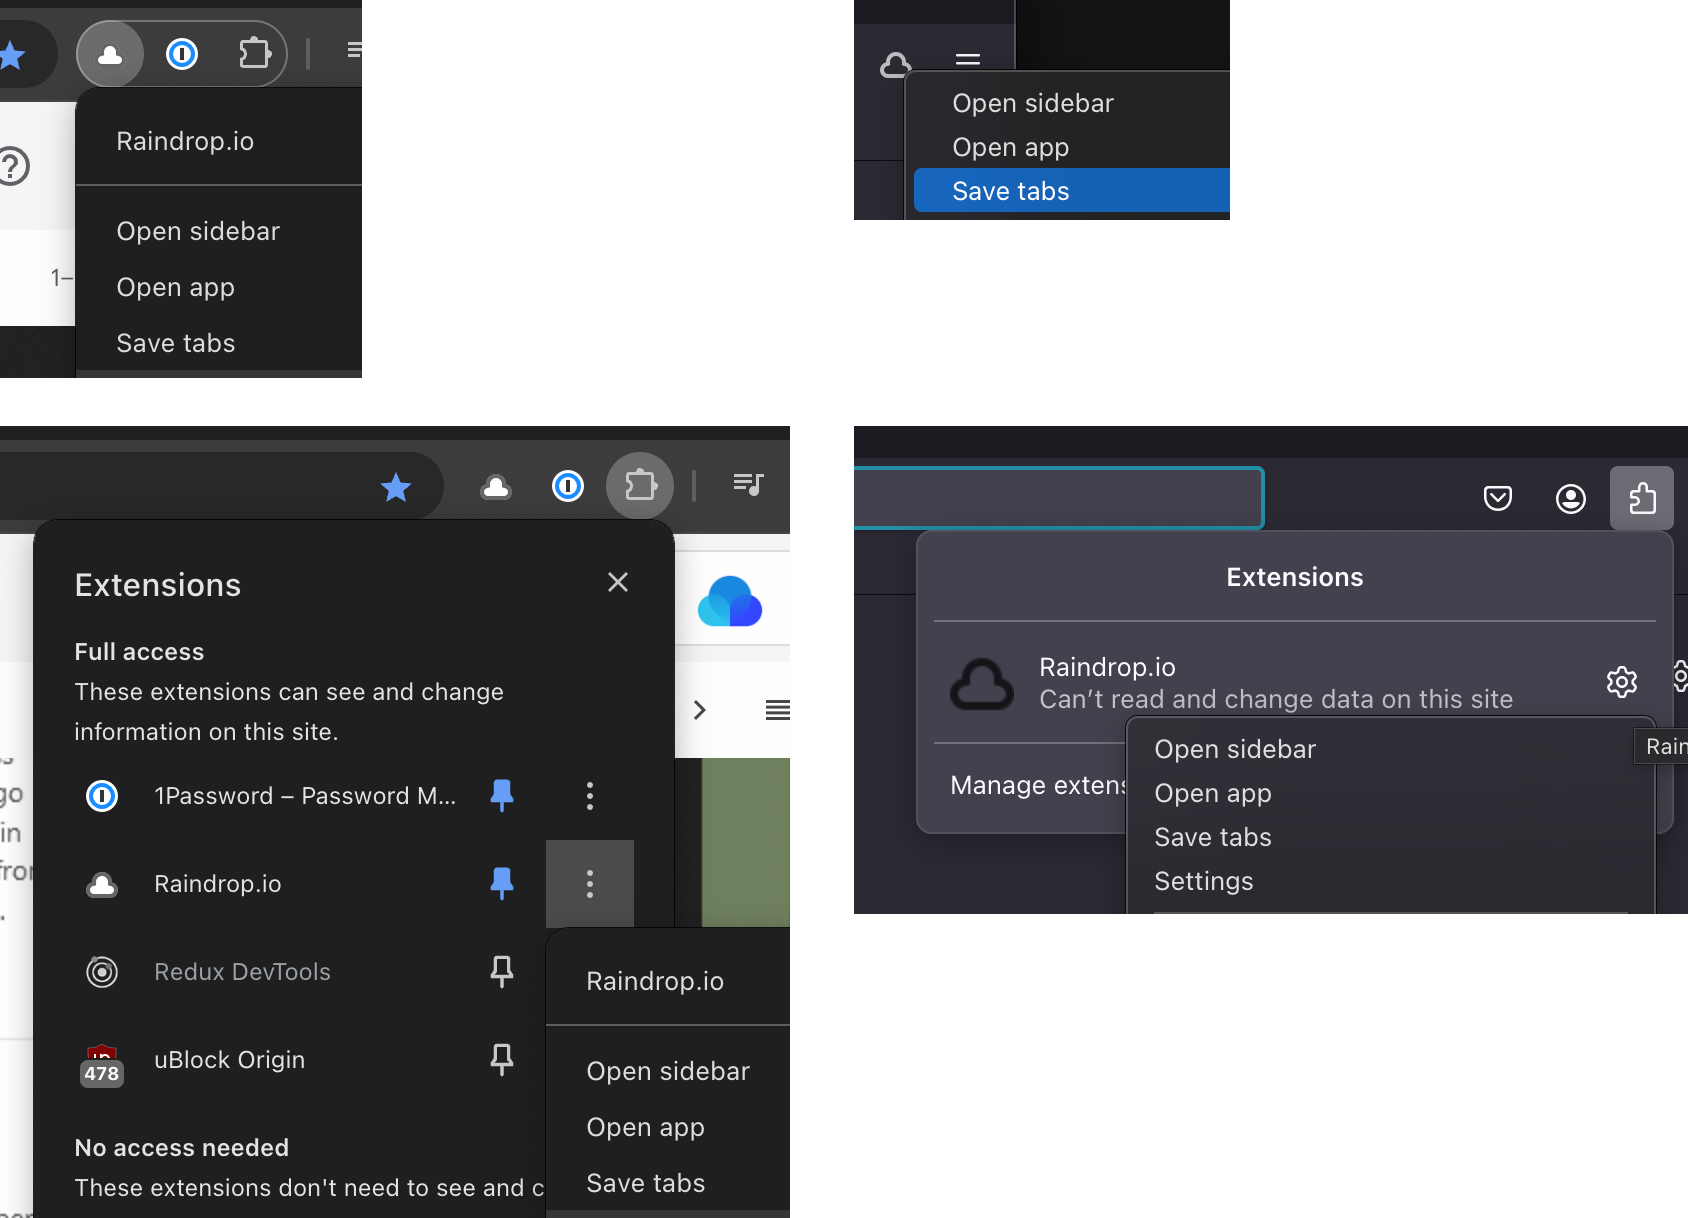 Raindrop.io
1–
Open sidebar
Open app
Save tabs
Open sidebar
Open app
Save tabs
Extensions
Full access
These extensions can see and change
information on this site.
1Password – Password M...
go
in
Raindrop.io
Redux DevTools
uBlock Origin
478
No access needed
These extensions don't need to see and c
Raindrop.io
Open sidebar
Open app
Save tabs
Extensions
Raindrop.io
Can’t read and change data on this site
Manage extens
Open sidebar
Open app
Save tabs
Settings
Rain